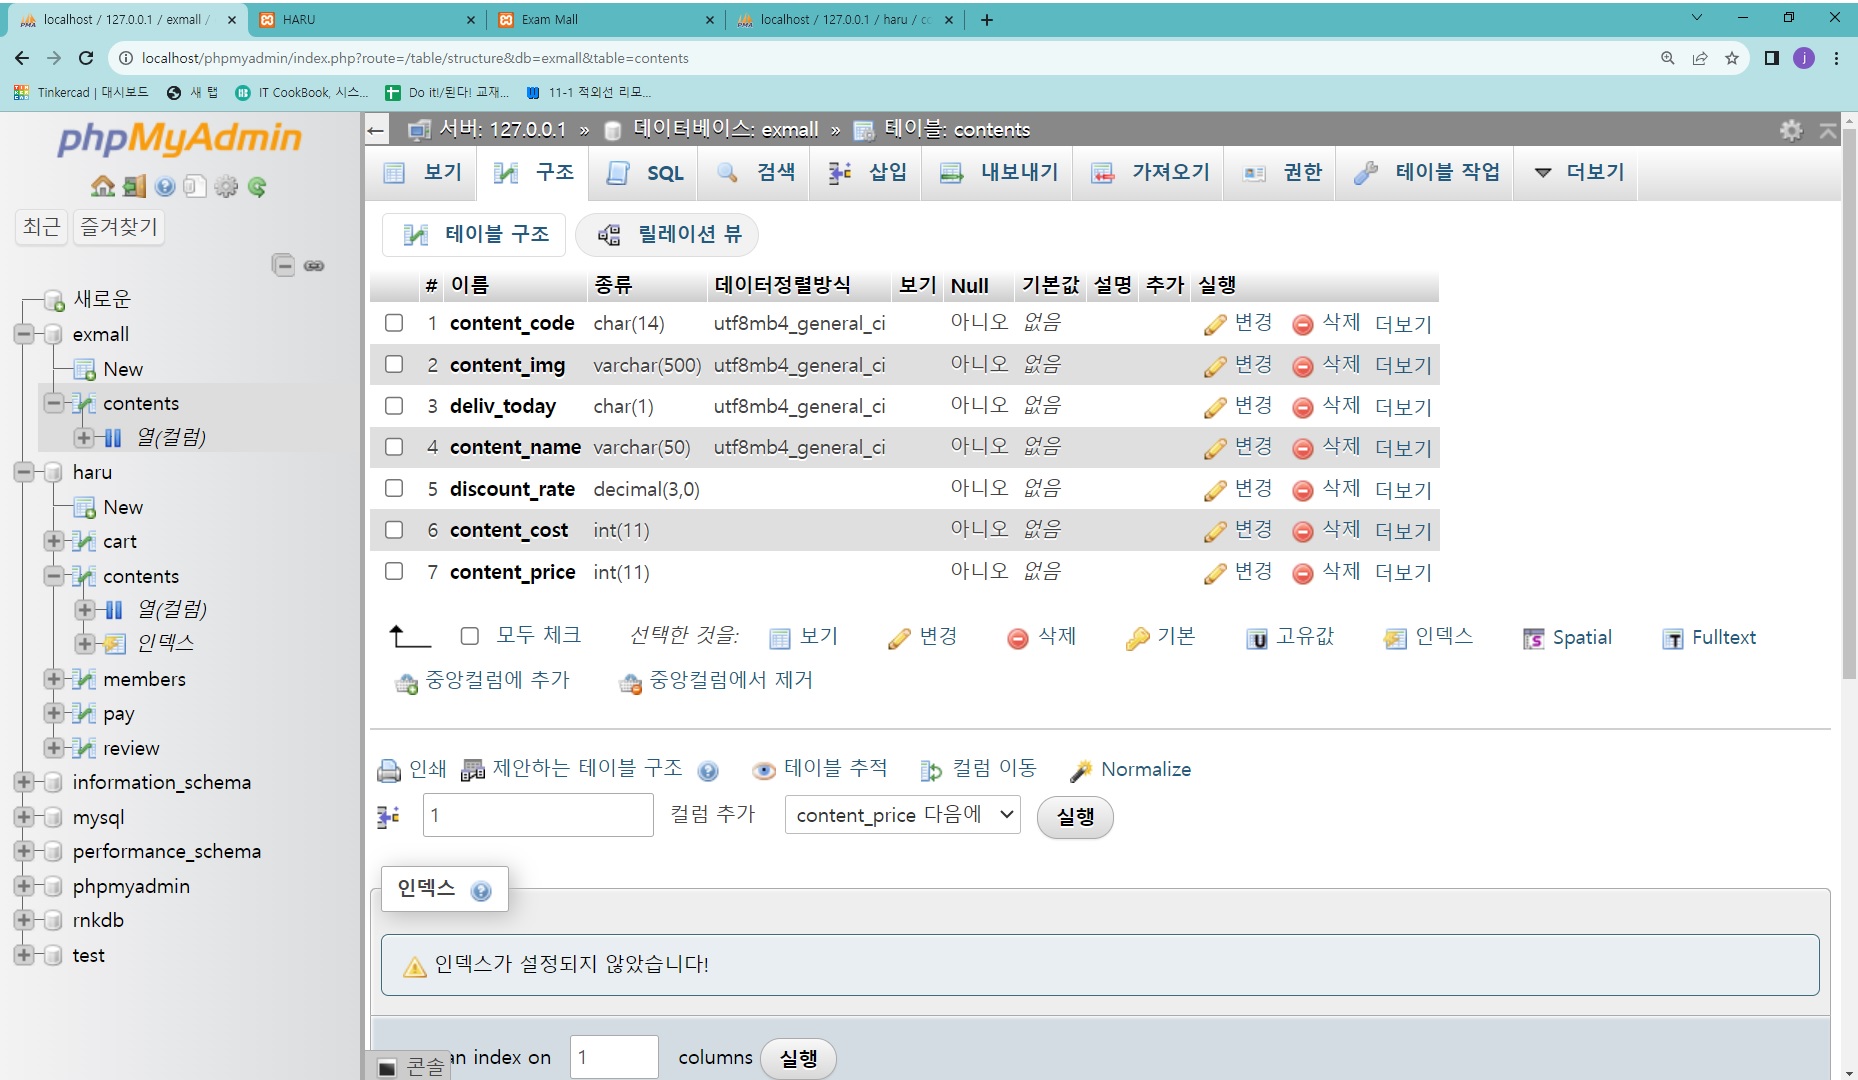 localhost / 127.0.0.1 / exmall /
HARU
Exam Mall
localhost / 127.0.0.1 / haru / co
localhost/phpmyadmin/index.php?route=/table/structure&db=exmall&table=contents
j
Tinkercad | 대시보드
새 탭
IT CookBook, 시스...
Do it!/된다! 교재...
11-1 적외선 리모...
phpMyAdmin
최근
즐겨찾기
새로운
exmall
New
contents
열(컬럼)
haru
New
cart
contents
열(컬럼)
인덱스
members
pay
review
information_schema
mysql
performance_schema
phpmyadmin
rnkdb
test
서버: 127.0.0.1 » 데이터베이스: exmall » 테이블: contents
보기 구조 SQL 검색 삽입 내보내기 가져오기 권한 테이블 작업 더보기
테이블 구조 릴레이션 뷰
# 이름 종류 데이터정렬방식 보기 Null 기본값 설명 추가 실행
1 content_code char(14) utf8mb4_general_ci 아니오 없음 변경 삭제 더보기
2 content_img varchar(500) utf8mb4_general_ci 아니오 없음 변경 삭제 더보기
3 deliv_today char(1) utf8mb4_general_ci 아니오 없음 변경 삭제 더보기
4 content_name varchar(50) utf8mb4_general_ci 아니오 없음 변경 삭제 더보기
5 discount_rate decimal(3,0) 아니오 없음 변경 삭제 더보기
6 content_cost int(11) 아니오 없음 변경 삭제 더보기
7 content_price int(11) 아니오 없음 변경 삭제 더보기
모두 체크 선택한 것을: 보기 변경 삭제 기본 고유값 인덱스 Spatial Fulltext
중앙컬럼에 추가 중앙컬럼에서 제거
인쇄 제안하는 테이블 구조 테이블 추적 컬럼 이동 Normalize
1 컬럼 추가 content_price 다음에 실행
인덱스
인덱스가 설정되지 않았습니다!
an index on 1 columns 실행
콘솔